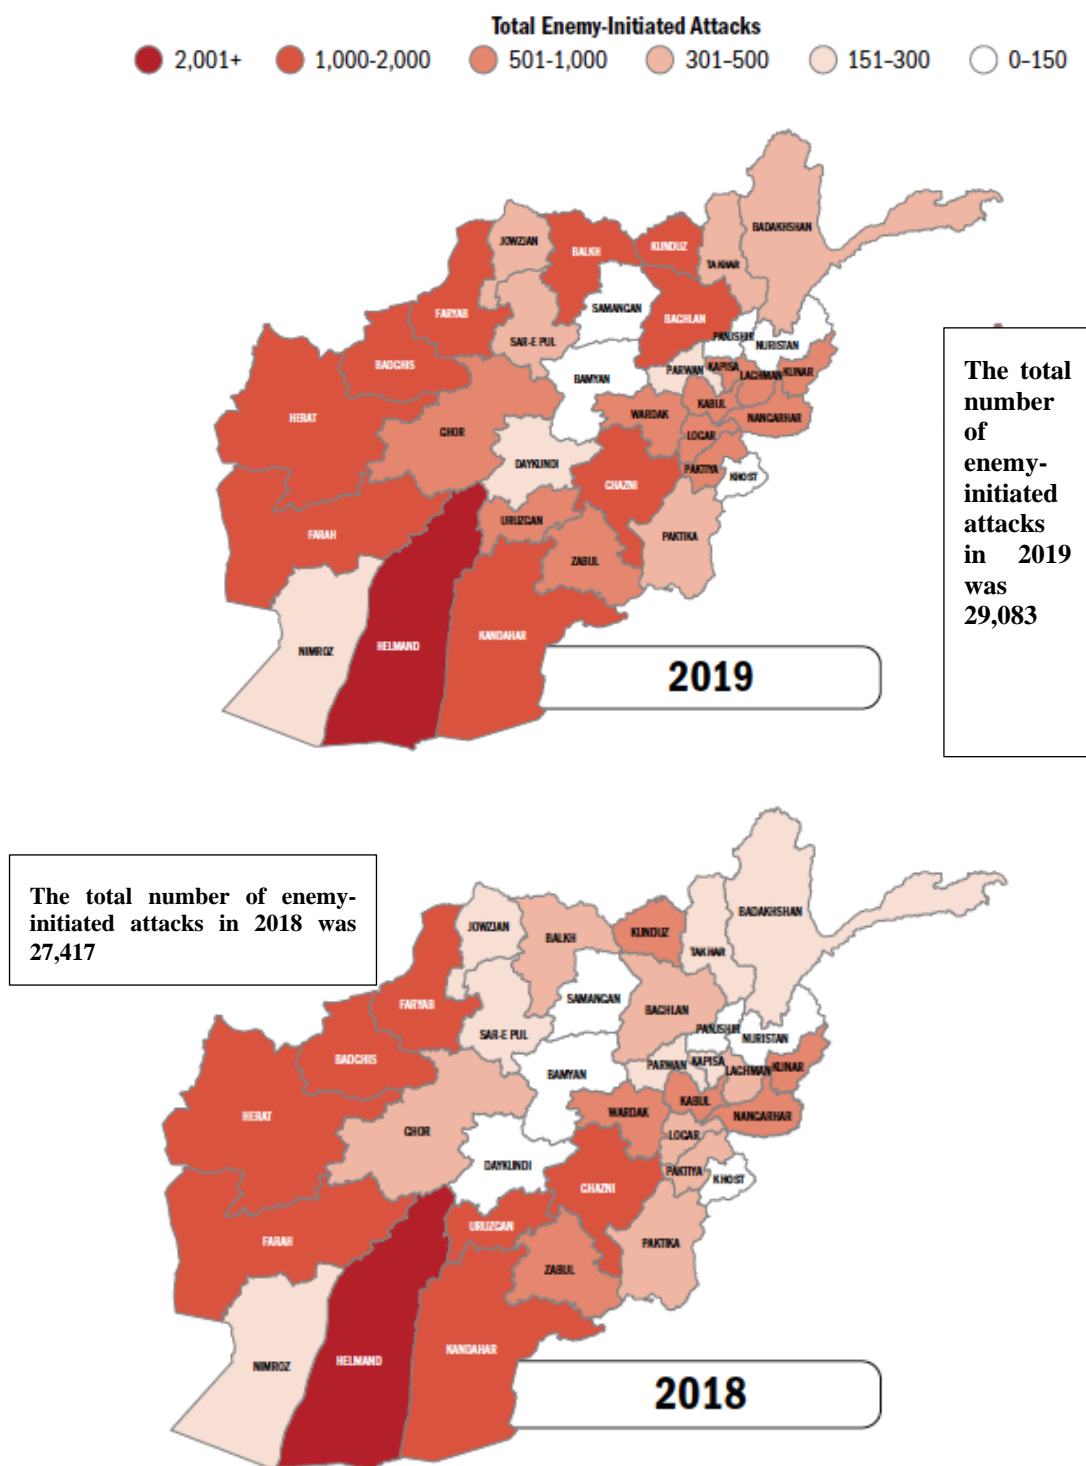 Total Enemy-Initiated Attacks
2,001+ 1,000-2,000 501-1,000 301-500 151-300 0-150
BADAKHSHAN
JOWZJAN
KUNDUZ
BALKH
TAKHAR
SAMANGAN
FARYAB
BAGHLAN
PANJSHIR
SAR-E PUL
NURISTAN
BADGHIS
PARWAN
KAPISA
LAGHMAN
KUNAR
BAMYAN
KABUL
HERAT
WARDAK
NANGARHAR
GHOR
LOGAR
DAYKUNDI
PAKTIYA
KHOST
GHAZNI
URUZGAN
FARAH
PAKTIKA
ZABUL
KANDAHAR
HELMAND
NIMROZ
2019
The total
number
of
enemy-
initiated
attacks
in 2019
was
29,083
The total number of enemy-
initiated attacks in 2018 was
27,417
BADAKHSHAN
JOWZJAN
KUNDUZ
BALKH
TAKHAR
SAMANGAN
FARYAB
BAGHLAN
PANJSHIR
SAR-E PUL
NURISTAN
BADGHIS
PARWAN
KAPISA
LAGHMAN
KUNAR
BAMYAN
KABUL
WARDAK
HERAT
NANGARHAR
GHOR
LOGAR
DAYKUNDI
PAKTIYA
KHOST
GHAZNI
URUZGAN
FARAH
PAKTIKA
ZABUL
KANDAHAR
HELMAND
NIMROZ
2018